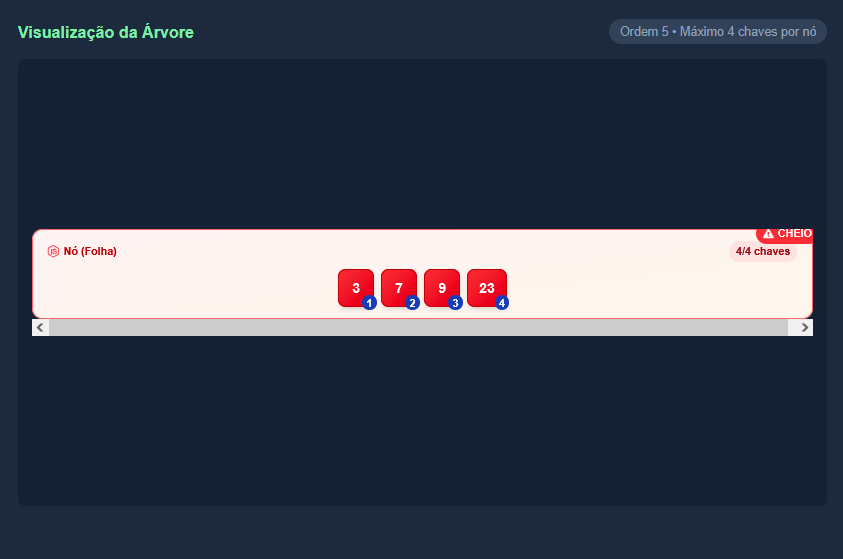 Visualização da Árvore
Ordem 5 • Máximo 4 chaves por nó
CHEIO
Nó (Folha)
4/4 chaves
3 7 9 23
1 2 3 4